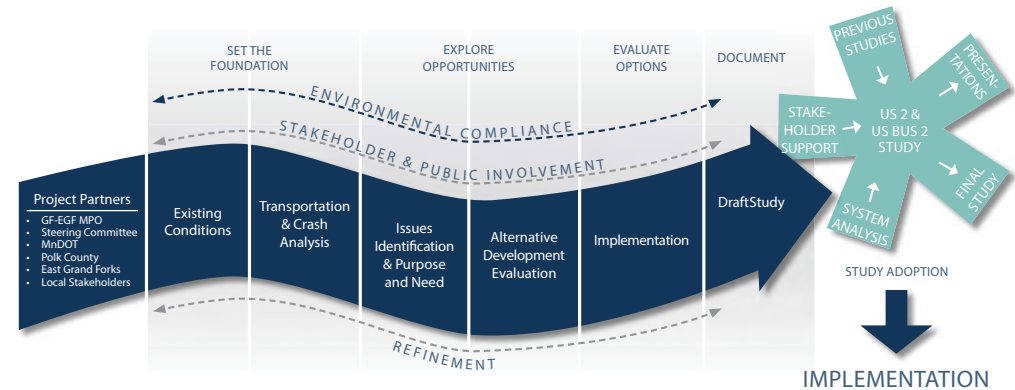 SET THE
FOUNDATION
EXPLORE
OPPORTUNITIES
EVALUATE
OPTIONS
DOCUMENT
ENVIRONMENTAL COMPLIANCE
STAKEHOLDER & PUBLIC INVOLVEMENT
Project Partners
• GF-EGF MPO
• Steering Committee
• MnDOT
• Polk County
• East Grand Forks
• Local Stakeholders
Existing
Conditions
Transportation
& Crash
Analysis
Issues
Identification
& Purpose
and Need
Alternative
Development
Evaluation
Implementation
DraftStudy
REFINEMENT
PREVIOUS
STUDIES
PRESEN-
TATIONS
STAKE-
HOLDER
SUPPORT
US 2 &
US BUS 2
STUDY
SYSTEM
ANALYSIS
FINAL
STUDY
STUDY ADOPTION
IMPLEMENTATION